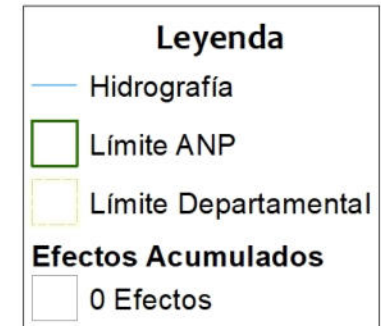 Leyenda
Hidrografía
Límite ANP
Límite Departamental
Efectos Acumulados
0 Efectos